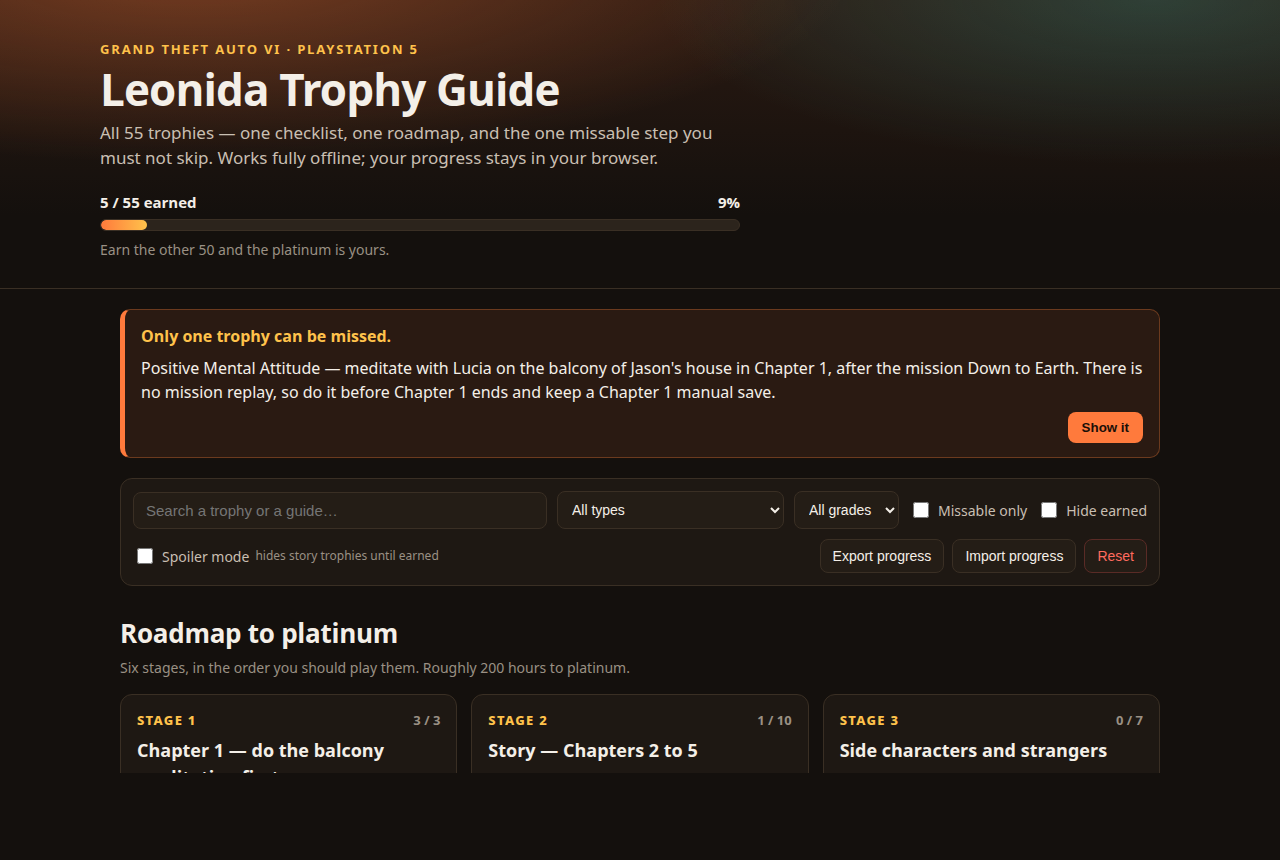 GRAND THEFT AUTO VI · PLAYSTATION 5
Leonida Trophy Guide
All 55 trophies — one checklist, one roadmap, and the one missable step you
must not skip. Works fully offline; your progress stays in your browser.
5 / 55 earned 9%
Earn the other 50 and the platinum is yours.
Only one trophy can be missed.
Positive Mental Attitude — meditate with Lucia on the balcony of Jason's house in Chapter 1, after the mission Down to Earth. There is
no mission replay, so do it before Chapter 1 ends and keep a Chapter 1 manual save.
Show it
Search a trophy or a guide… All types All grades Missable only Hide earned
Spoiler mode hides story trophies until earned Export progress Import progress Reset
Roadmap to platinum
Six stages, in the order you should play them. Roughly 200 hours to platinum.
STAGE 1 3 / 3 STAGE 2 1 / 10 STAGE 3 0 / 7
Chapter 1 — do the balcony Story — Chapters 2 to 5 Side characters and strangers